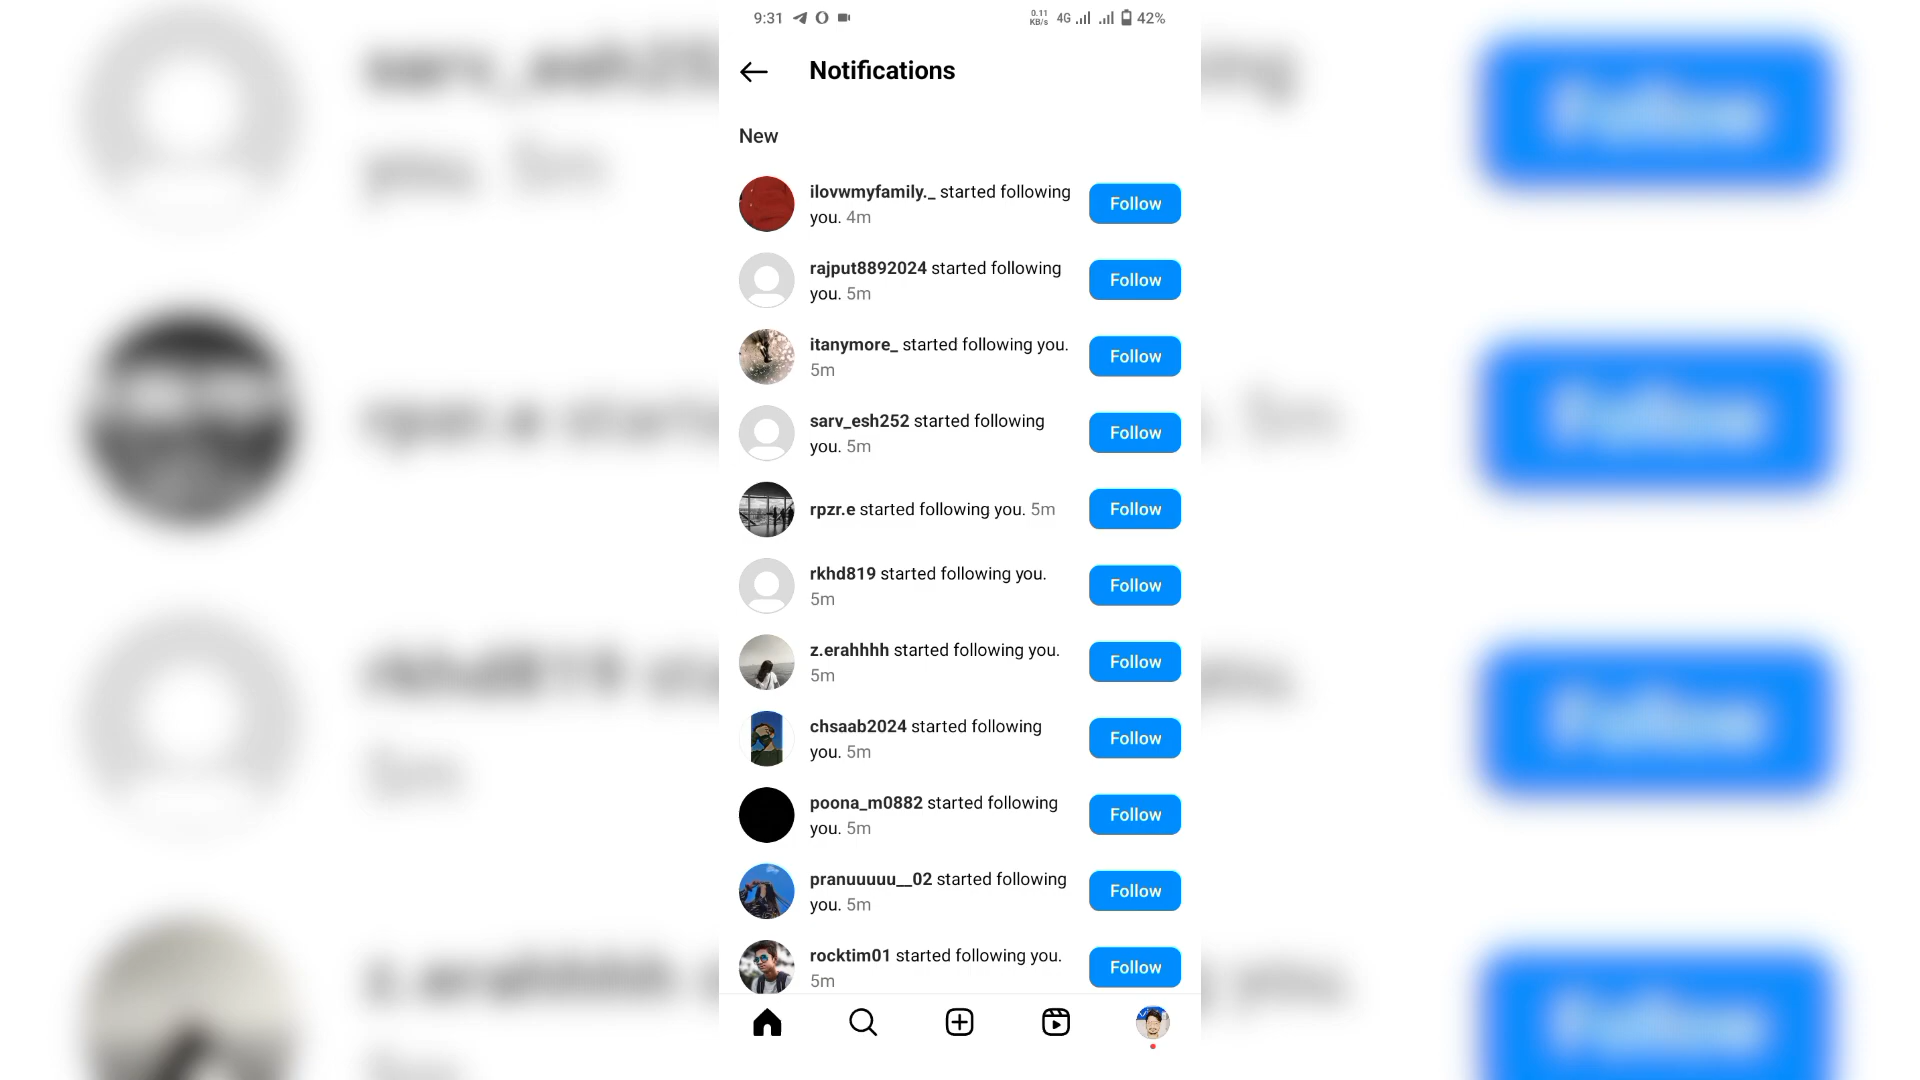 9:31
0.11
KB/s
4G
42%
Notifications
New
ilovwmyfamily._ started following
you. 4m
Follow
rajput8892024 started following
you. 5m
Follow
itanymore_ started following you.
5m
Follow
sarv_esh252 started following
you. 5m
Follow
rpzr.e started following you. 5m
Follow
rkhd819 started following you.
5m
Follow
z.erahhhh started following you.
5m
Follow
chsaab2024 started following
you. 5m
Follow
poona_m0882 started following
you. 5m
Follow
pranuuuuu__02 started following
you. 5m
Follow
rocktim01 started following you.
5m
Follow